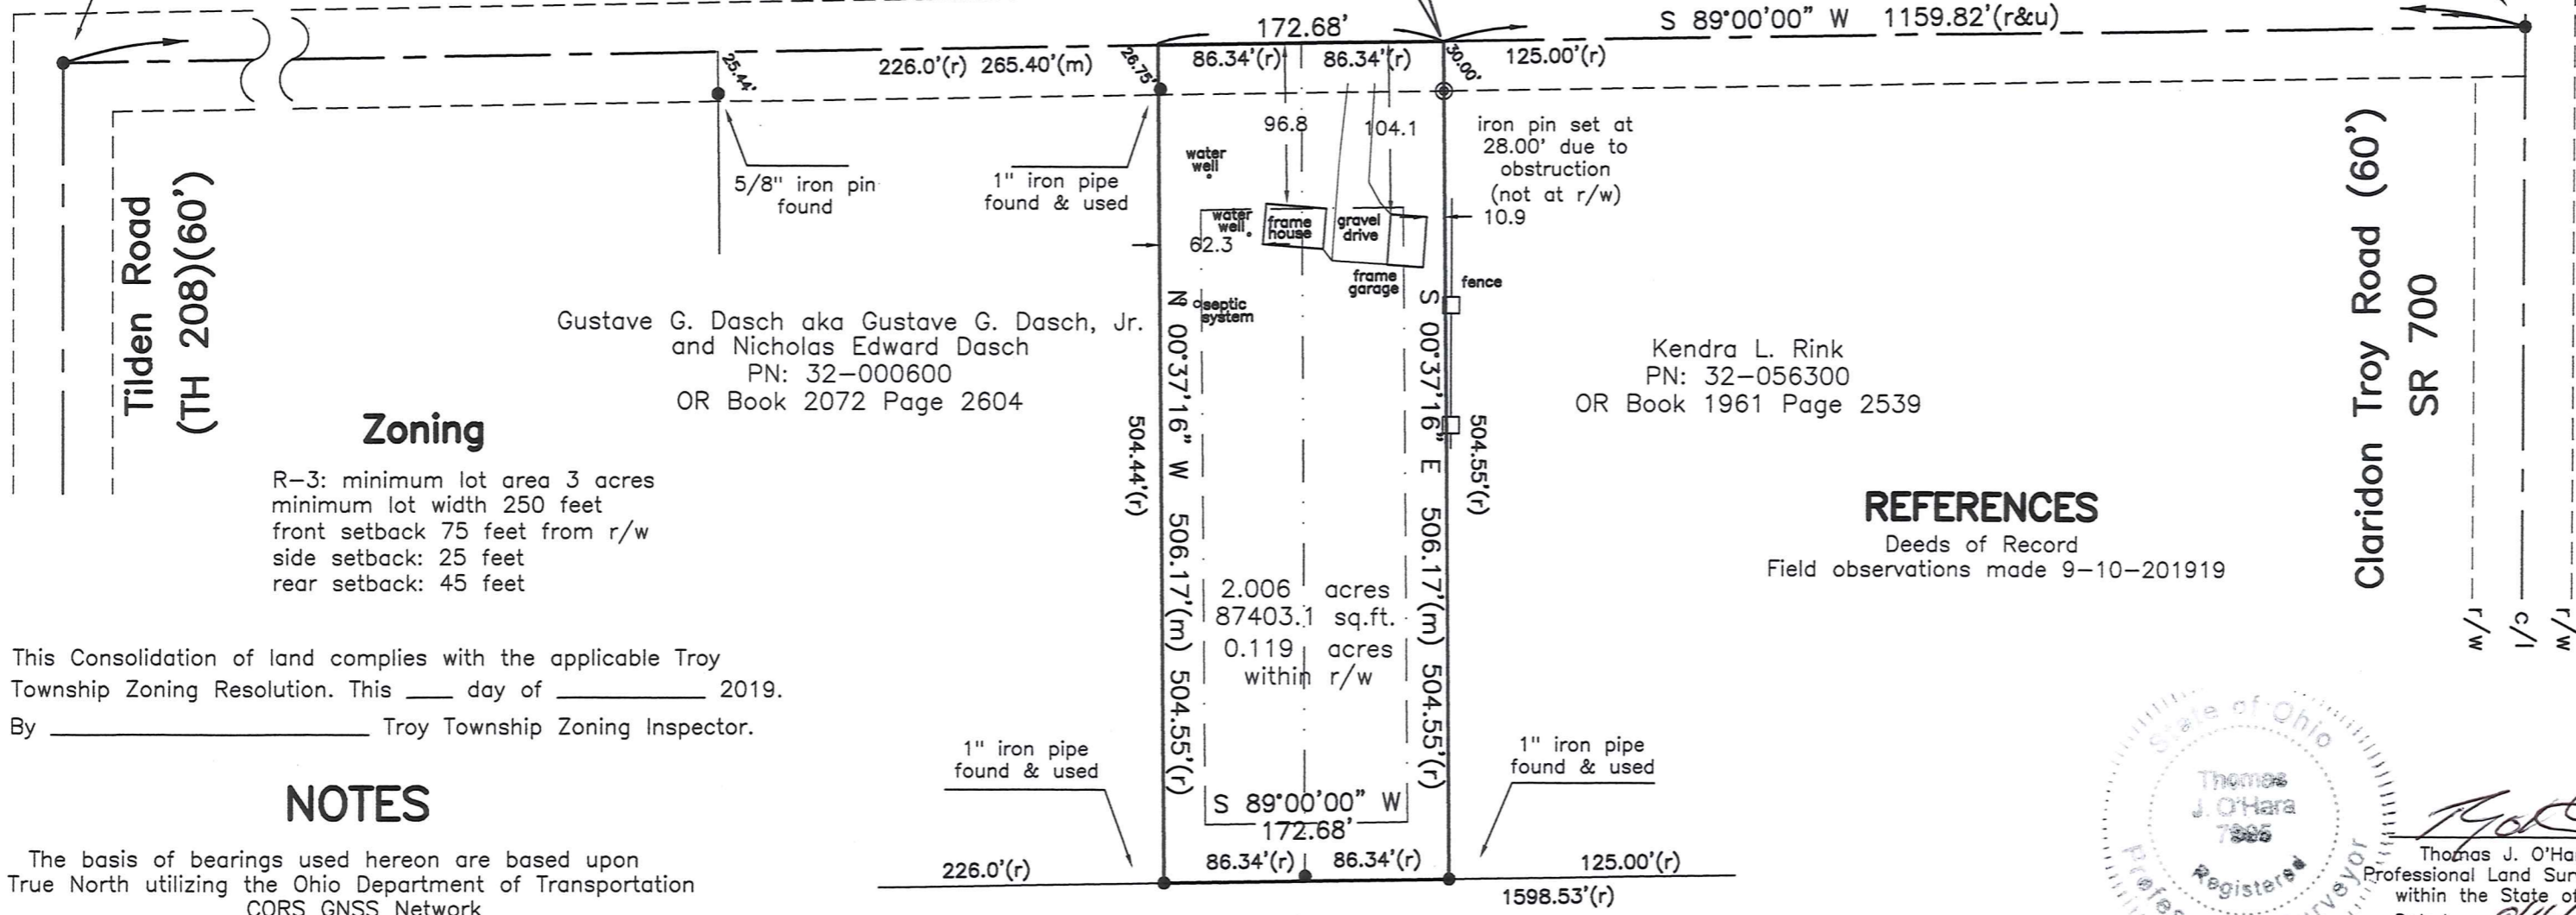 172.68'
S 89°00'00" W 1159.82'(r&u)
25.44'
226.0'(r) 265.40'(m)
26.75'
86.34'(r) 86.34'(r)
30.00'
125.00'(r)
96.8
104.1
iron pin set at
28.00' due to
obstruction
(not at r/w)
10.9
5/8" iron pin
found
1" iron pipe
found & used
water
well
water
well
62.3
frame
house
gravel
drive
frame
garage
fence
septic
system
Tilden Road
(TH 208)(60')
Gustave G. Dasch aka Gustave G. Dasch, Jr.
and Nicholas Edward Dasch
PN: 32-000600
OR Book 2072 Page 2604
N 00°37'16" W 506.17'(m) 504.55'(r)
504.44'(r)
S 00°37'16" E 506.17'(m) 504.55'(r)
504.55'(r)
Kendra L. Rink
PN: 32-056300
OR Book 1961 Page 2539
Claridon Troy Road (60')
SR 700
r/w
c/l
r/w
Zoning
R-3: minimum lot area 3 acres
minimum lot width 250 feet
front setback 75 feet from r/w
side setback: 25 feet
rear setback: 45 feet
REFERENCES
Deeds of Record
Field observations made 9-10-201919
2.006 acres
87403.1 sq.ft.
0.119 acres
within r/w
This Consolidation of land complies with the applicable Troy
Township Zoning Resolution. This ___ day of ___ 2019.
By ___ Troy Township Zoning Inspector.
1" iron pipe
found & used
1" iron pipe
found & used
S 89°00'00" W
172.68'
226.0'(r)
86.34'(r) 86.34'(r)
125.00'(r)
1598.53'(r)
NOTES
The basis of bearings used hereon are based upon
True North utilizing the Ohio Department of Transportation
CORS GNSS Network
State of Ohio
Thomas
J. O'Hara
Registered
Thomas J. O'Ha
Professional Land Sur
within the State of